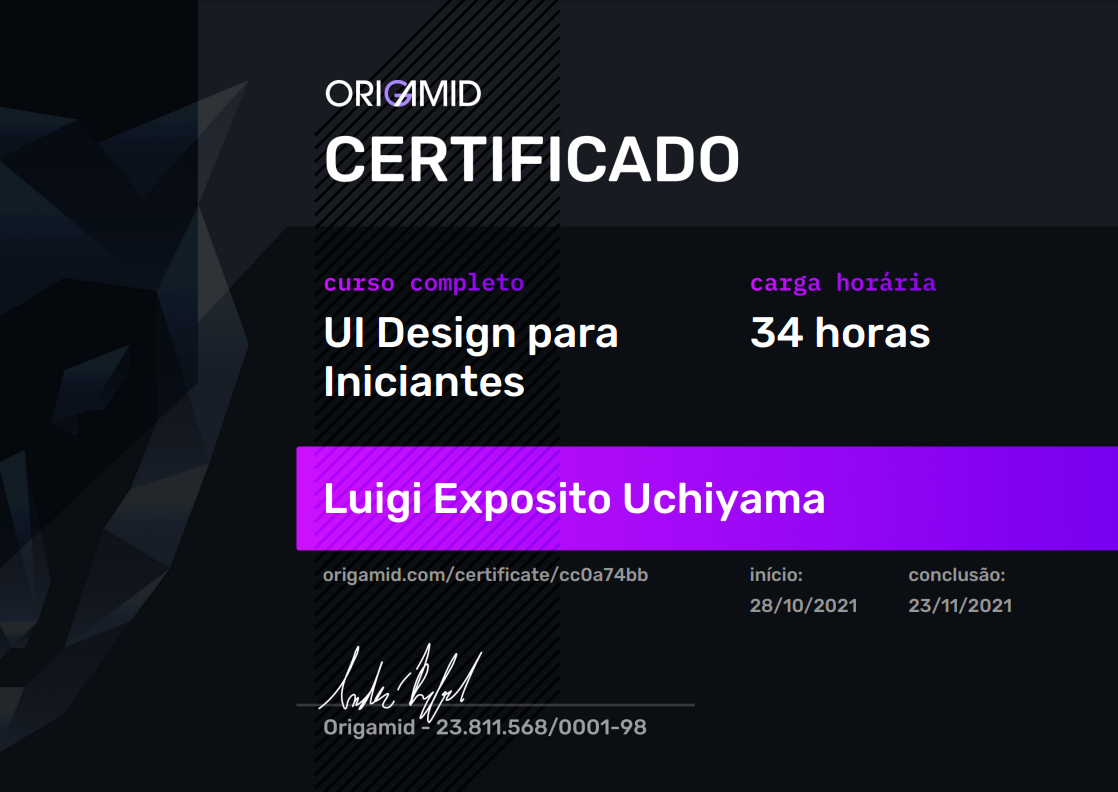 ORIGAMID
CERTIFICADO
curso completo
UI Design para
Iniciantes
carga horária
34 horas
Luigi Exposito Uchiyama
origamid.com/certificate/cc0a74bb
início:
28/10/2021
conclusão:
23/11/2021
Origamid - 23.811.568/0001-98